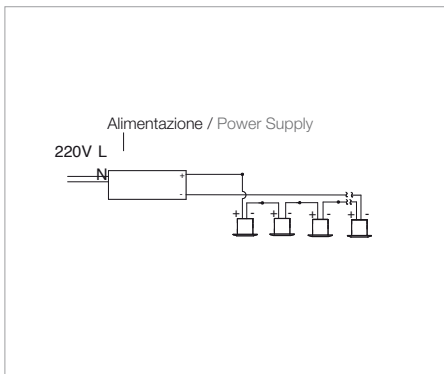 Alimentazione / Power Supply
220V L
N
+
-
+ - + - + - + -